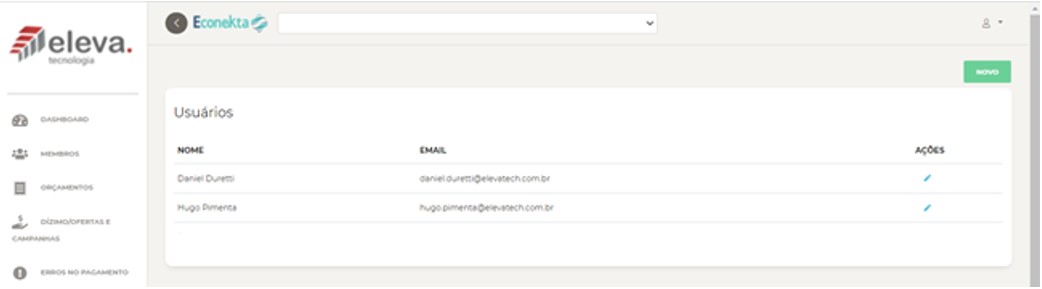 eleva.
tecnologia
Econekta
NOVO
DASHBOARD
MEMBROS
ORÇAMENTOS
DÍZIMO/OFERTAS E
CAMPANHAS
ERROS NO PAGAMENTO
Usuários
NOME EMAIL AÇÕES
Daniel Duretti daniel.duretti@elevatech.com.br
Hugo Pimenta hugo.pimenta@elevatech.com.br